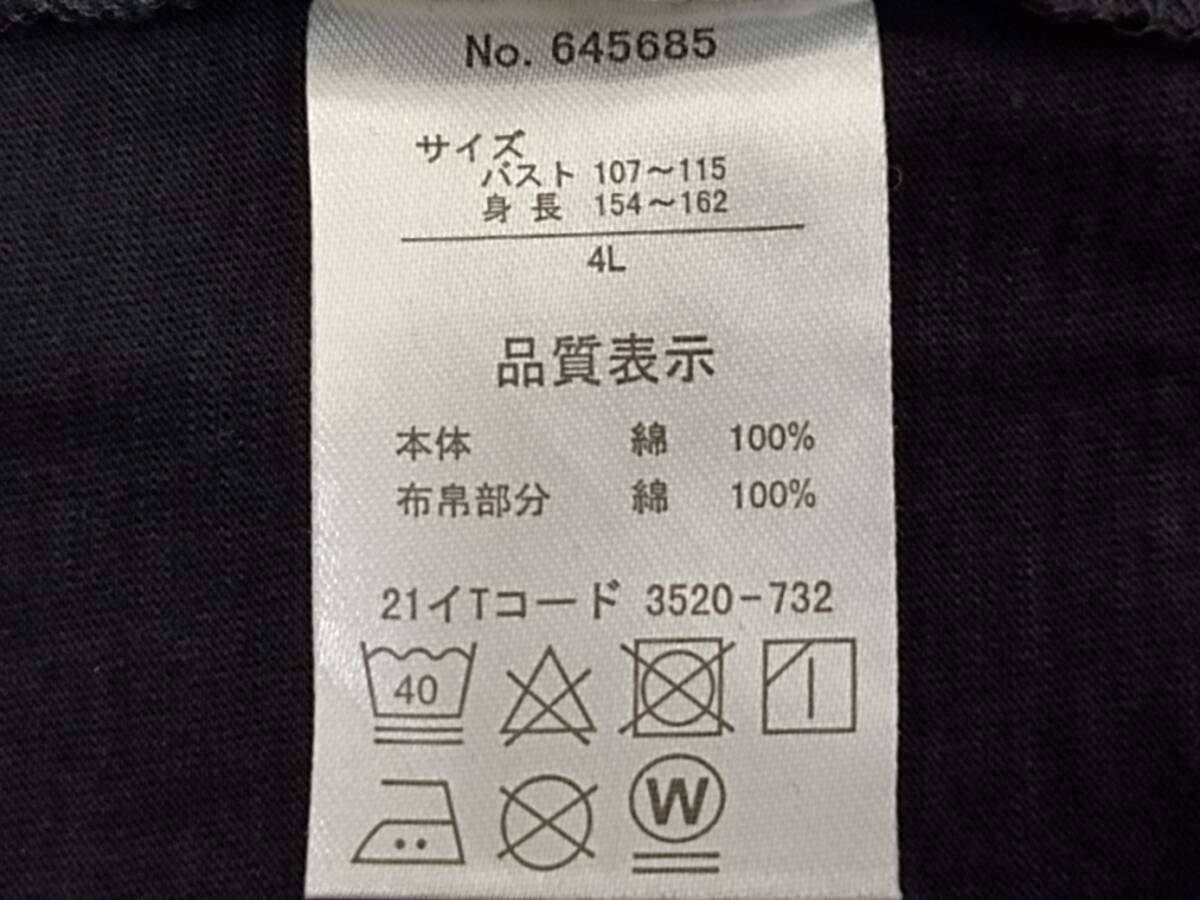 No. 645685
サイズ
バスト 107～115
身長 154～162
4L
品質表示
本体 綿 100%
布帛部分 綿 100%
21イTコード 3520-732
40
W